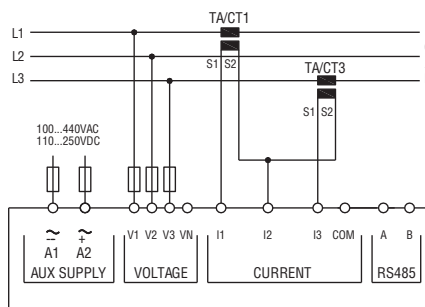 TA/CT1
L1
S1 S2
L2
TA/CT3
L3
S1 S2
100...440VAC
110...250VDC
V1 V2 V3 VN I1 I2 I3 COM A B
~ ~
-- +
A1 A2
AUX SUPPLY VOLTAGE CURRENT RS485